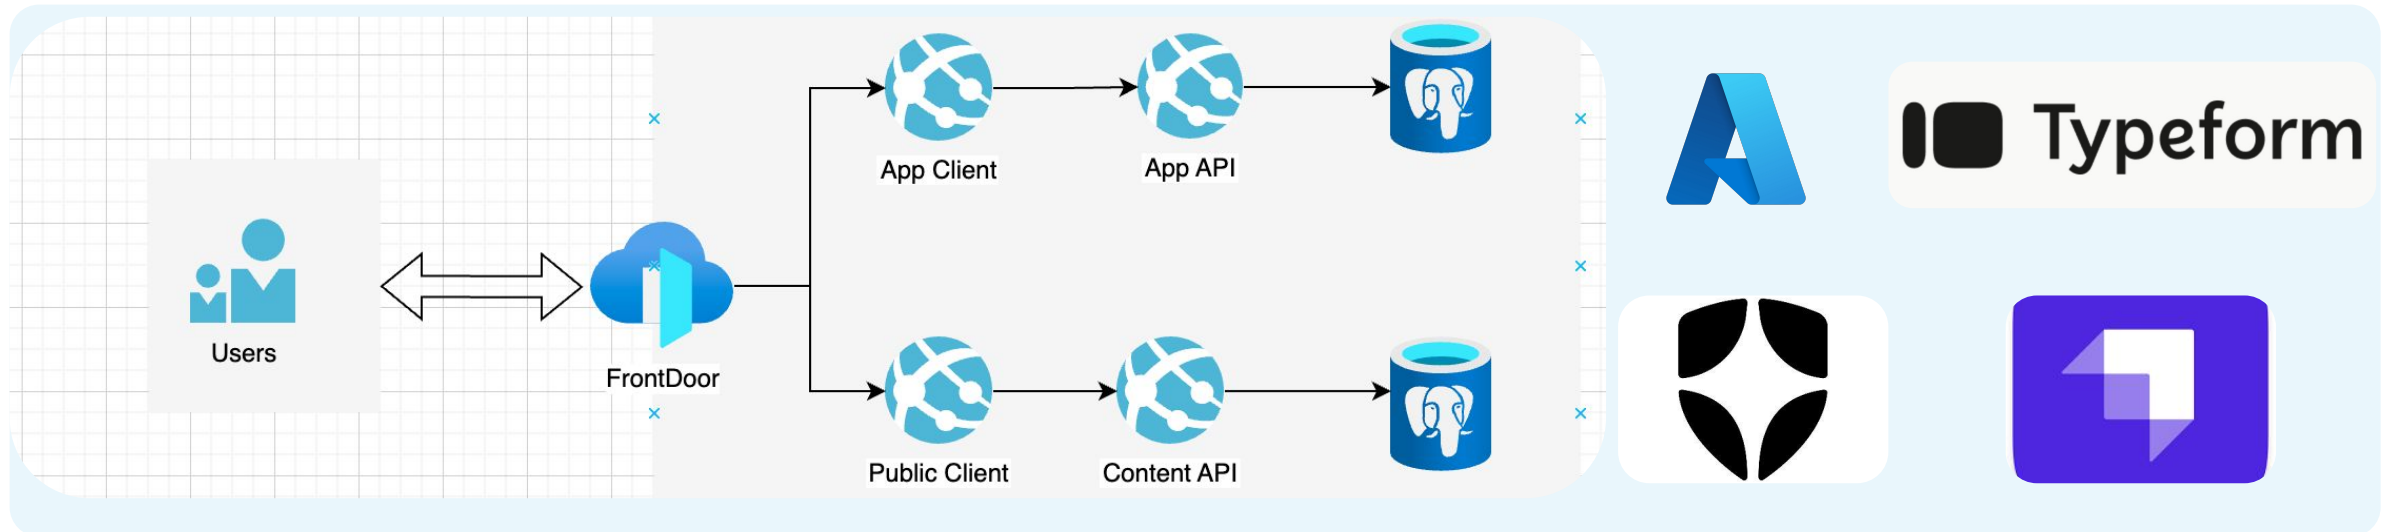 App Client
App API
Typeform
Users
FrontDoor
Public Client
Content API